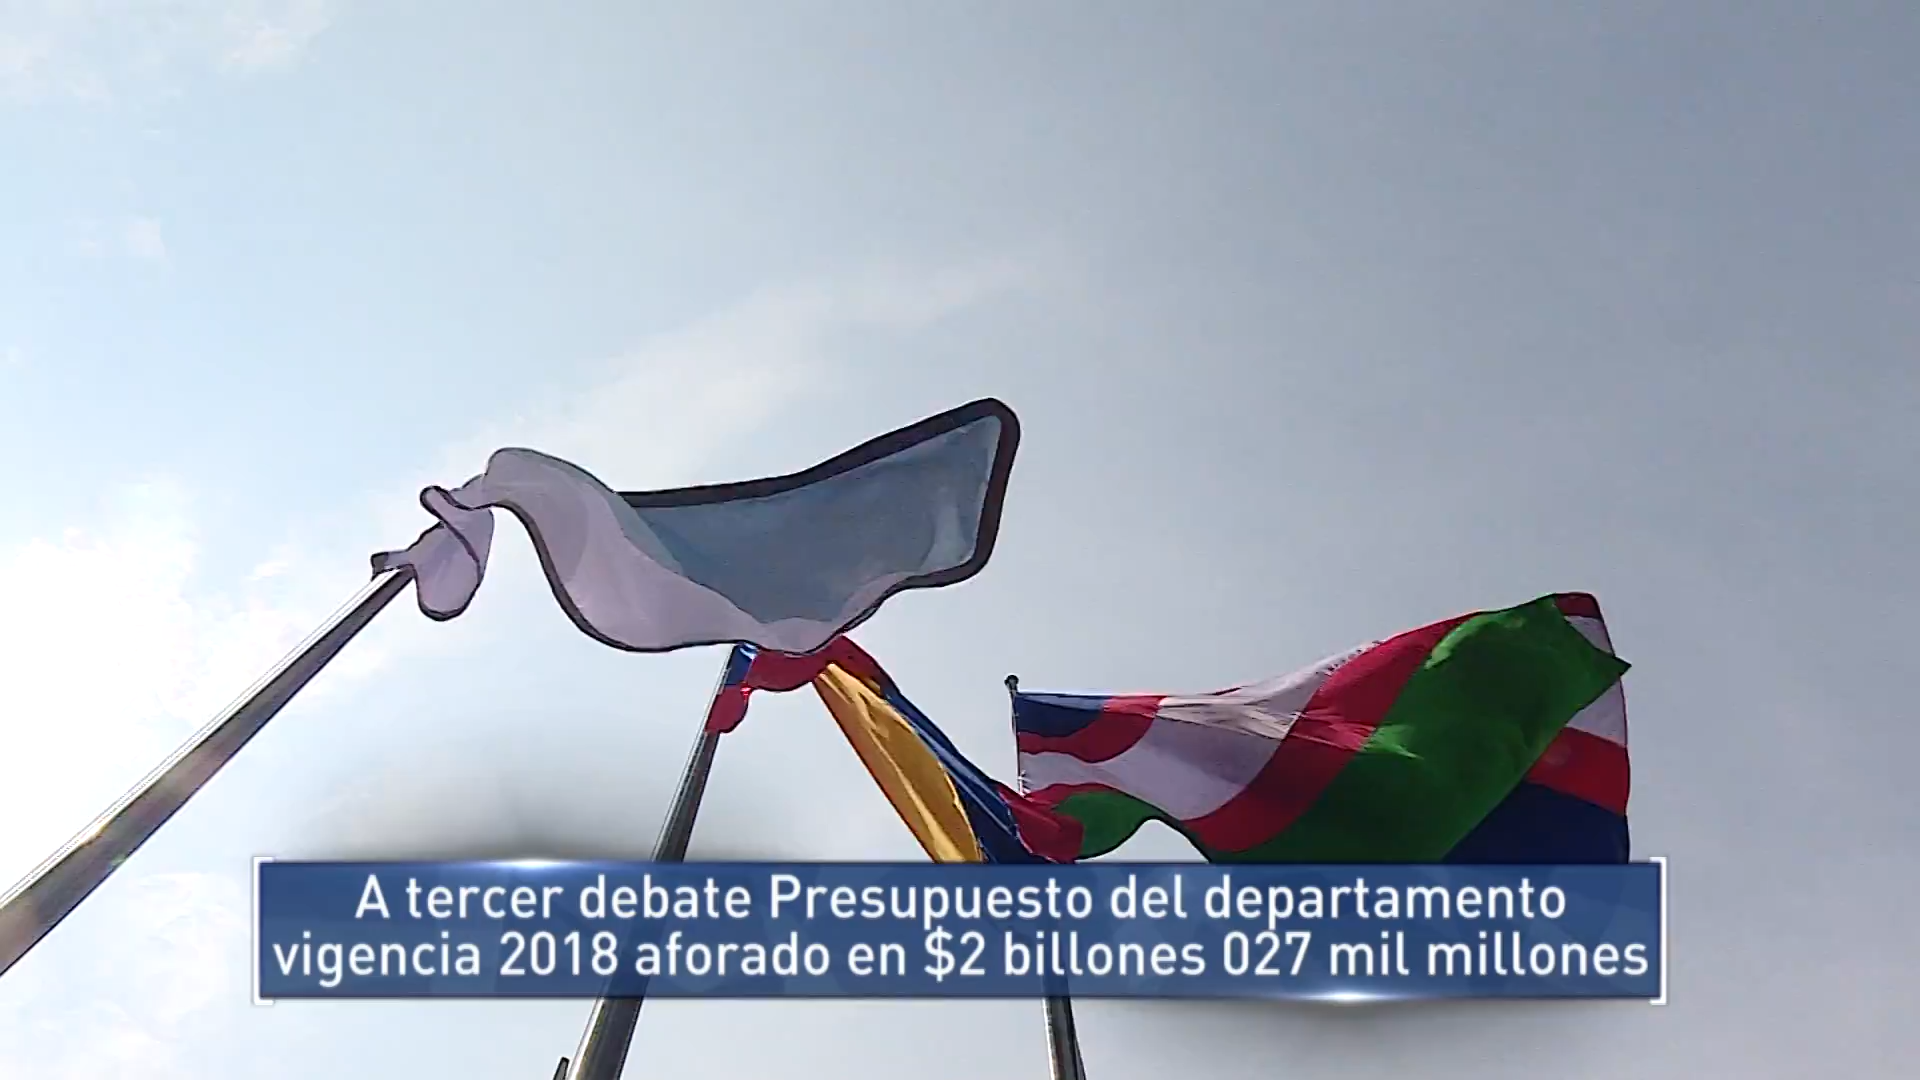 A tercer debate Presupuesto del departamento
vigencia 2018 aforado en $2 billones 027 mil millones